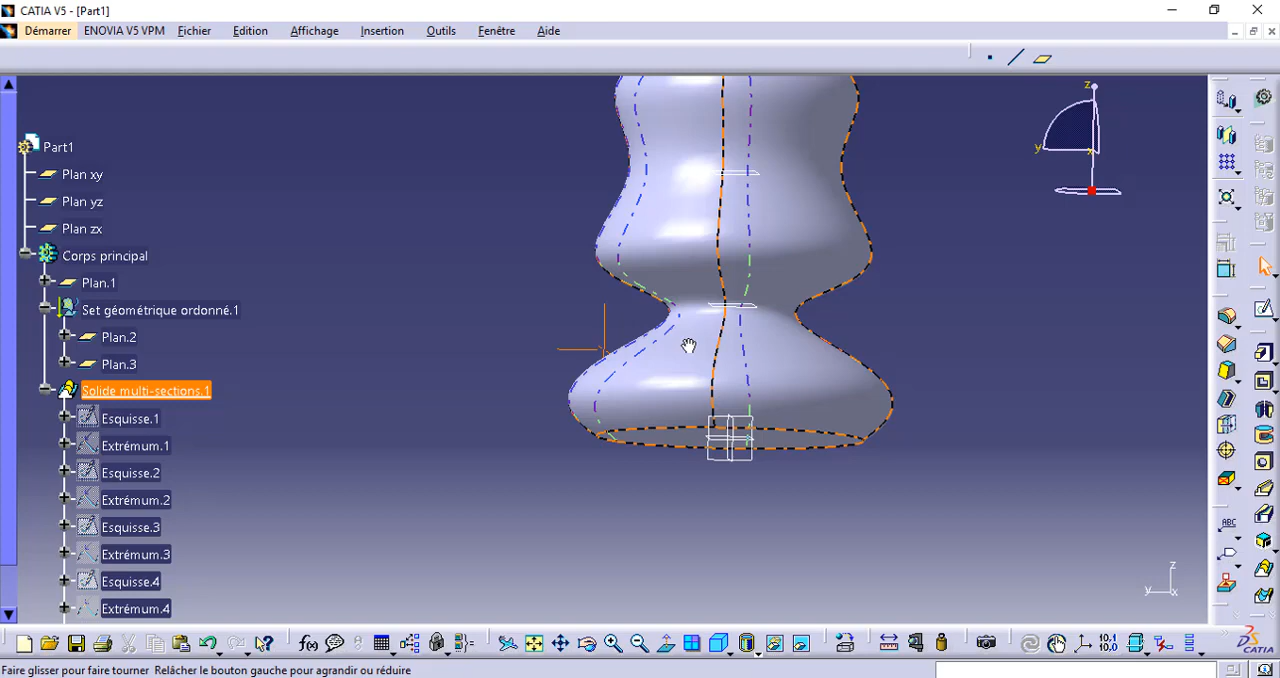 CATIA V5 - [Part1]
Démarrer ENOVIA V5 VPM Fichier Edition Affichage Insertion Outils Fenêtre Aide
Part1
Plan xy
Plan yz
Plan zx
Corps principal
Plan.1
Set géométrique ordonné.1
Plan.2
Plan.3
Solide multi-sections.1
Esquisse.1
Extrémum.1
Esquisse.2
Extrémum.2
Esquisse.3
Extrémum.3
Esquisse.4
Extrémum.4
z
y
x
z
y
x
ABC
f(x)
10.1
CATIA
Faire glisser pour faire tourner Relâcher le bouton gauche pour agrandir ou réduire